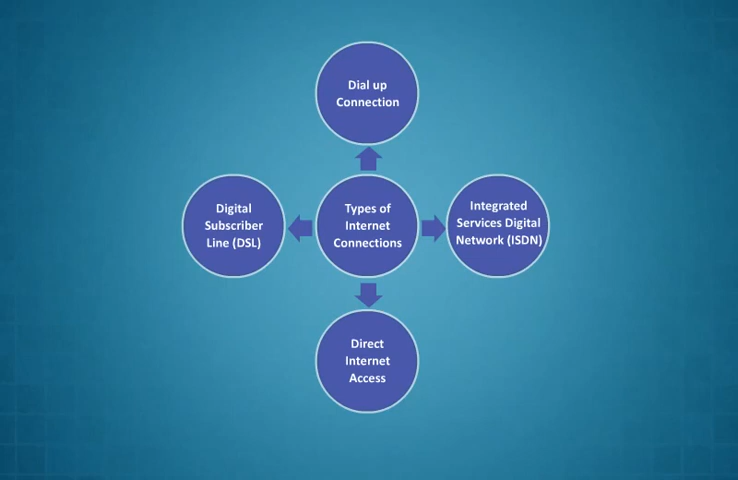 Dial up
Connection
Digital
Subscriber
Line (DSL)
Types of
Internet
Connections
Integrated
Services Digital
Network (ISDN)
Direct
Internet
Access